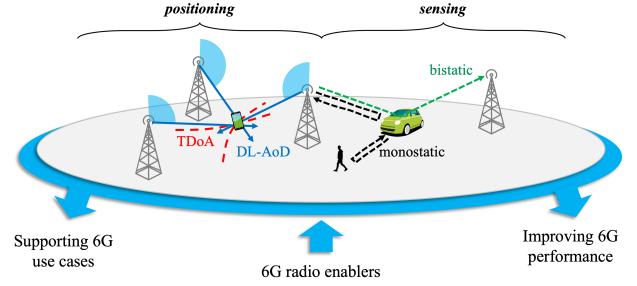 positioning
sensing
bistatic
TDoA
DL-AoD
monostatic
Supporting 6G
use cases
6G radio enablers
Improving 6G
performance